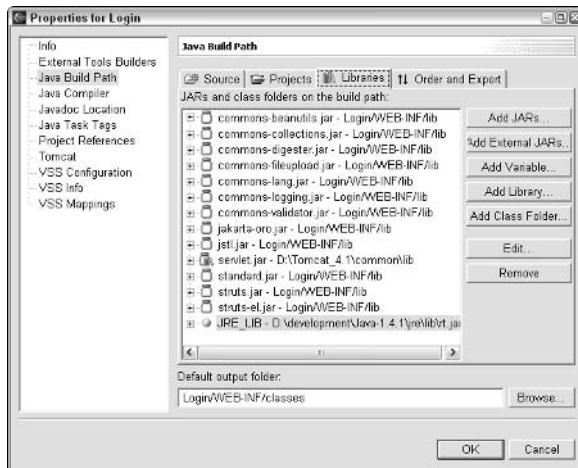 Properties for Login
Info
External Tools Builders
Java Build Path
Java Compiler
Javadoc Location
Java Task Tags
Project References
Tomcat
VSS Configuration
VSS Info
VSS Mappings
Java Build Path
Source Projects Libraries Order and Export
JARs and class folders on the build path:
commons-beanutils.jar - Login/WEB-INF/lib
commons-collections.jar - Login/WEB-INF/lib
commons-digester.jar - Login/WEB-INF/lib
commons-fileupload.jar - Login/WEB-INF/lib
commons-lang.jar - Login/WEB-INF/lib
commons-logging.jar - Login/WEB-INF/lib
commons-validator.jar - Login/WEB-INF/lib
jakarta-oro.jar - Login/WEB-INF/lib
jstl.jar - Login/WEB-INF/lib
servlet.jar - D:\Tomcat_4.1\common\lib
standard.jar - Login/WEB-INF/lib
struts.jar - Login/WEB-INF/lib
struts-el.jar - Login/WEB-INF/lib
JRE_LIB - D:\development\Java-1.4.1\jre\lib\rt.jar
Add JARs...
Add External JARs...
Add Variable...
Add Library...
Add Class Folder...
Edit...
Remove
Default output folder:
Login/WEB-INF/classes
Browse...
OK Cancel